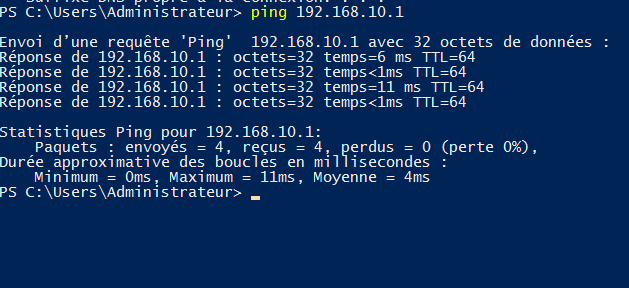 Suffixe DNS propre à la connexion. . . :
PS C:\Users\Administrateur> ping 192.168.10.1
Envoi d’une requête 'Ping'  192.168.10.1 avec 32 octets de données :
Réponse de 192.168.10.1 : octets=32 temps=6 ms TTL=64
Réponse de 192.168.10.1 : octets=32 temps<1ms TTL=64
Réponse de 192.168.10.1 : octets=32 temps=11 ms TTL=64
Réponse de 192.168.10.1 : octets=32 temps<1ms TTL=64
Statistiques Ping pour 192.168.10.1:
    Paquets : envoyés = 4, reçus = 4, perdus = 0 (perte 0%),
Durée approximative des boucles en millisecondes :
    Minimum = 0ms, Maximum = 11ms, Moyenne = 4ms
PS C:\Users\Administrateur>